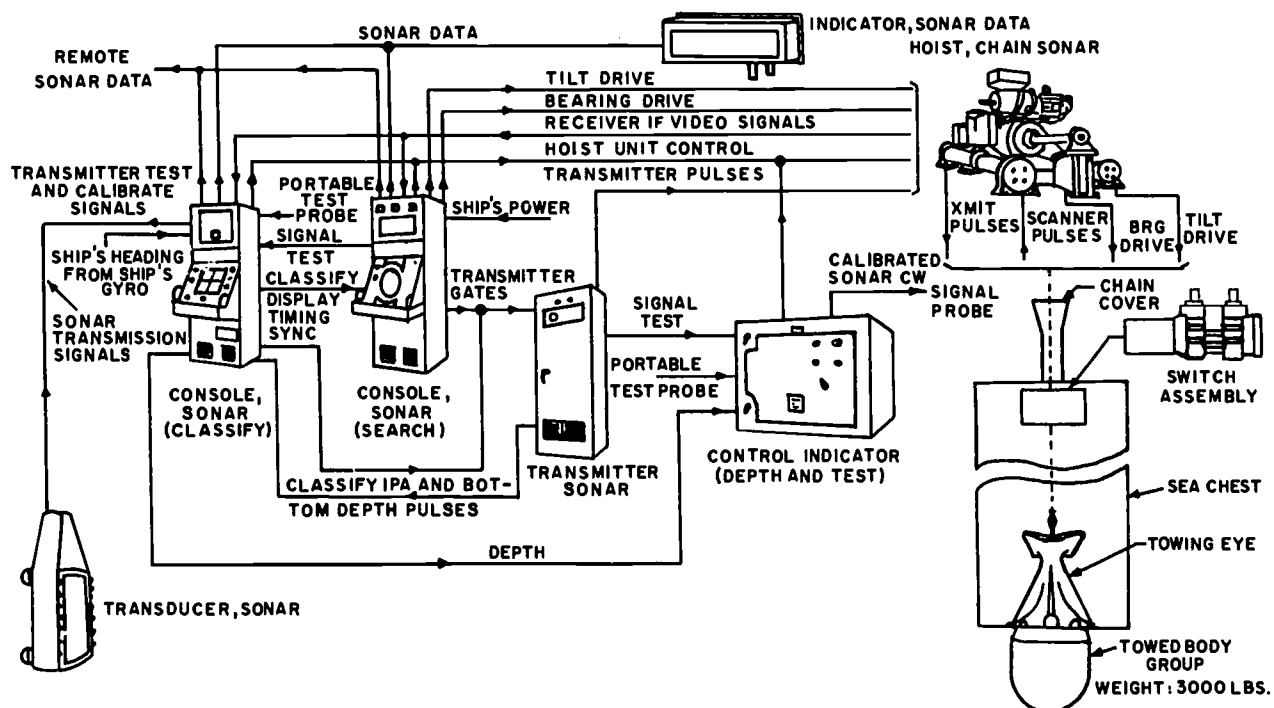 SONAR DATA
INDICATOR, SONAR DATA
HOIST, CHAIN SONAR
REMOTE
SONAR DATA
TILT DRIVE
BEARING DRIVE
RECEIVER IF VIDEO SIGNALS
HOIST UNIT CONTROL
TRANSMITTER PULSES
TRANSMITTER TEST
AND CALIBRATE
SIGNALS
PORTABLE
TEST
PROBE
SHIP'S POWER
SIGNAL
TEST
SHIP'S HEADING
FROM SHIP'S
GYRO
CLASSIFY
DISPLAY
TIMING
SYNC
TRANSMITTER
GATES
SONAR
TRANSMISSION
SIGNALS
XMIT
PULSES
SCANNER
PULSES
BRG
DRIVE
TILT
DRIVE
CALIBRATED
SONAR CW
SIGNAL
PROBE
CHAIN
COVER
SIGNAL
TEST
PORTABLE
TEST PROBE
SWITCH
ASSEMBLY
CONSOLE,
SONAR
(CLASSIFY)
CONSOLE,
SONAR
(SEARCH)
TRANSMITTER
SONAR
CONTROL INDICATOR
(DEPTH AND TEST)
CLASSIFY IPA AND BOT-
TOM DEPTH PULSES
SEA CHEST
DEPTH
TOWING EYE
TRANSDUCER, SONAR
TOWED BODY
GROUP
WEIGHT: 3000 LBS.